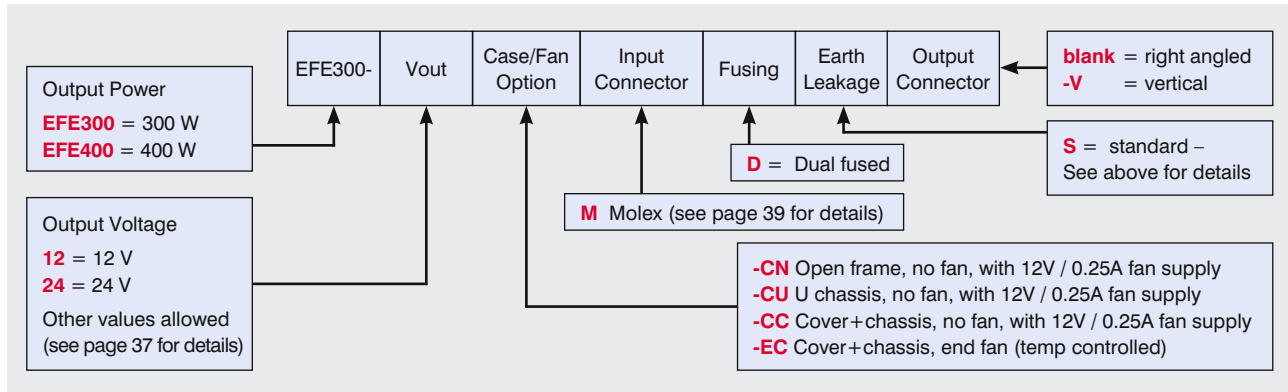 EFE300-
Vout
Case/Fan
Option
Input
Connector
Fusing
Earth
Leakage
Output
Connector
blank = right angled
-V = vertical
Output Power
EFE300 = 300 W
EFE400 = 400 W
S = standard –
See above for details
D = Dual fused
M Molex (see page 39 for details)
Output Voltage
12 = 12 V
24 = 24 V
Other values allowed
(see page 37 for details)
-CN Open frame, no fan, with 12V / 0.25A fan supply
-CU U chassis, no fan, with 12V / 0.25A fan supply
-CC Cover+chassis, no fan, with 12V / 0.25A fan supply
-EC Cover+chassis, end fan (temp controlled)